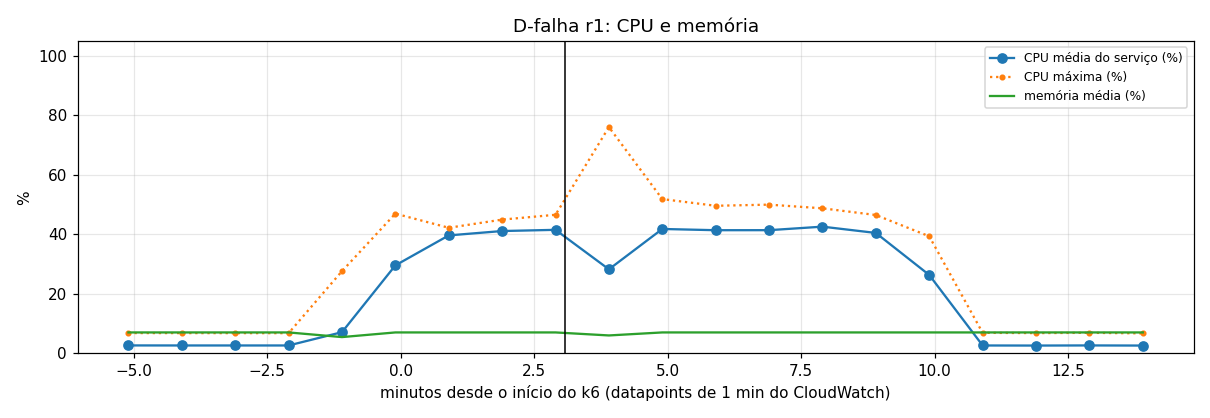 D-falha r1: CPU e memória
100
80
60
40
20
0
%
CPU média do serviço (%)
CPU máxima (%)
memória média (%)
−5.0 −2.5 0.0 2.5 5.0 7.5 10.0 12.5
minutos desde o início do k6 (datapoints de 1 min do CloudWatch)